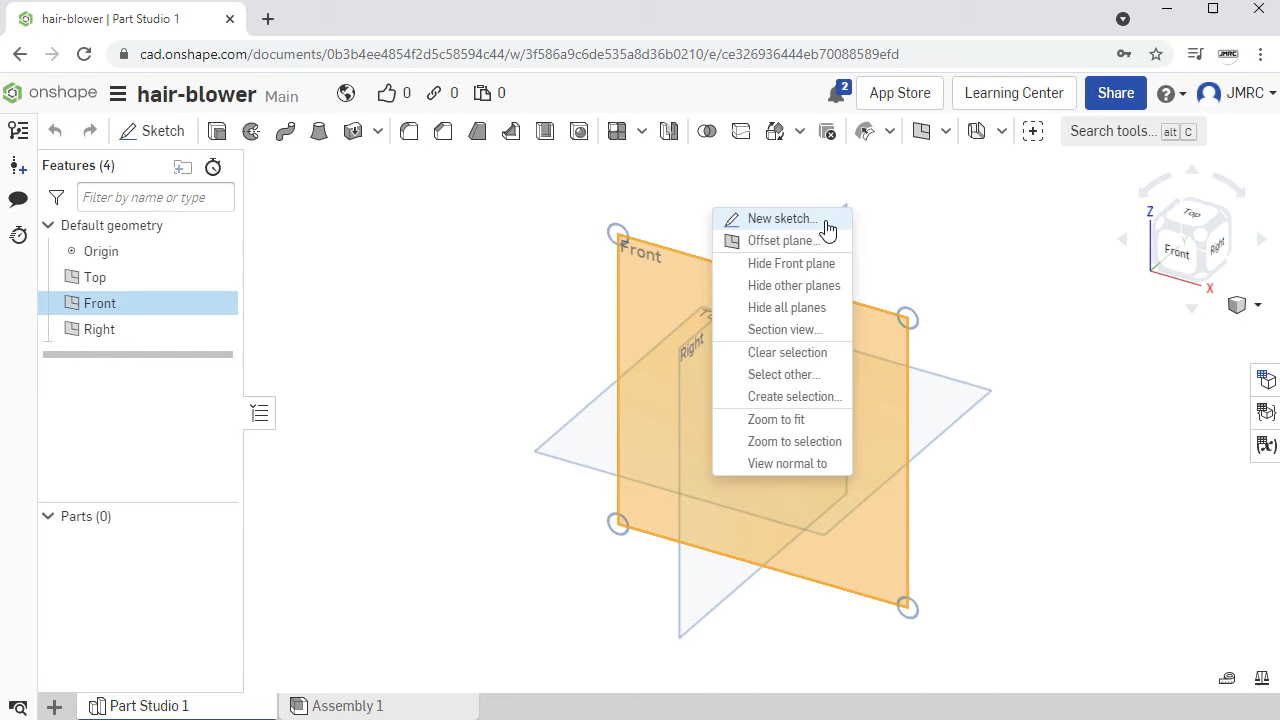 hair-blower | Part Studio 1
cad.onshape.com/documents/0b3b4ee4854f2d5c58594c44/w/3f586a9c6de535a8d36b0210/e/ce326936444eb70088589efd
onshape hair-blower Main 0 0 0 2 App Store Learning Center Share JMRC
Sketch Search tools... alt C
Features (4)
Filter by name or type
Default geometry
Origin
Top
Front
Right
Parts (0)
Front
Right
New sketch...
Offset plane...
Hide Front plane
Hide other planes
Hide all planes
Section view...
Clear selection
Select other...
Create selection...
Zoom to fit
Zoom to selection
View normal to
Z
Top
Front
Right
X
Part Studio 1
Assembly 1